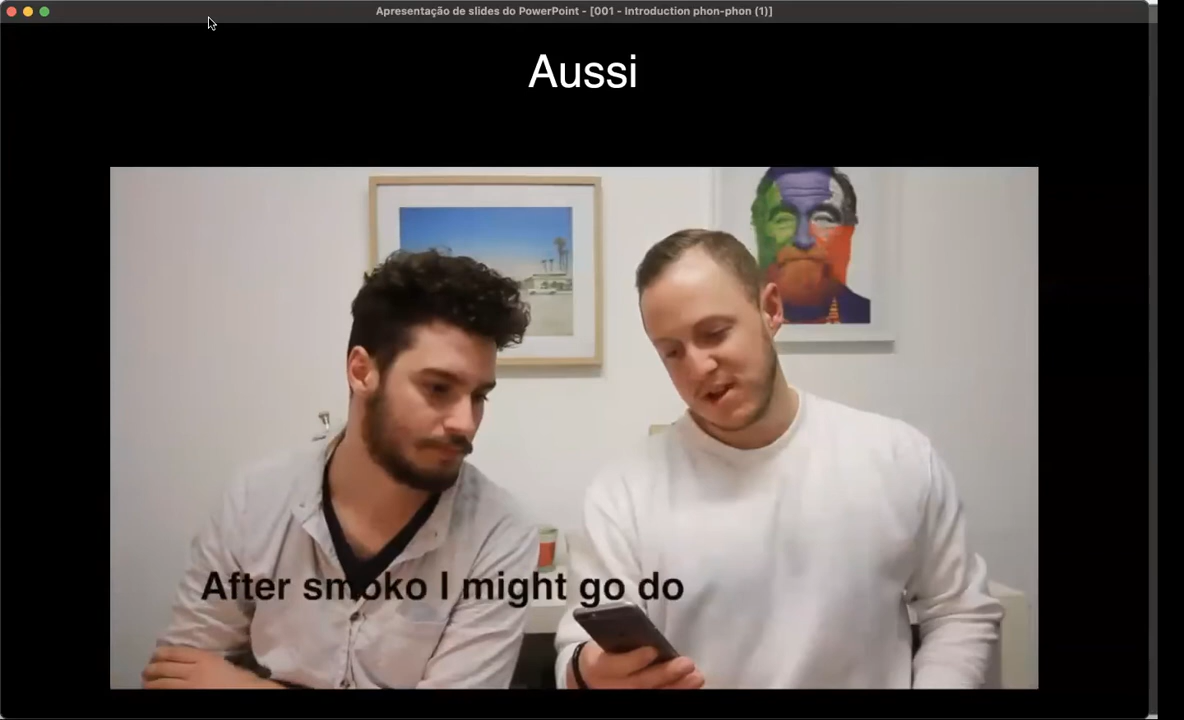 Apresentação de slides do PowerPoint - [001 - Introduction phon-phon (1)]
Aussi
After smoko I might go do